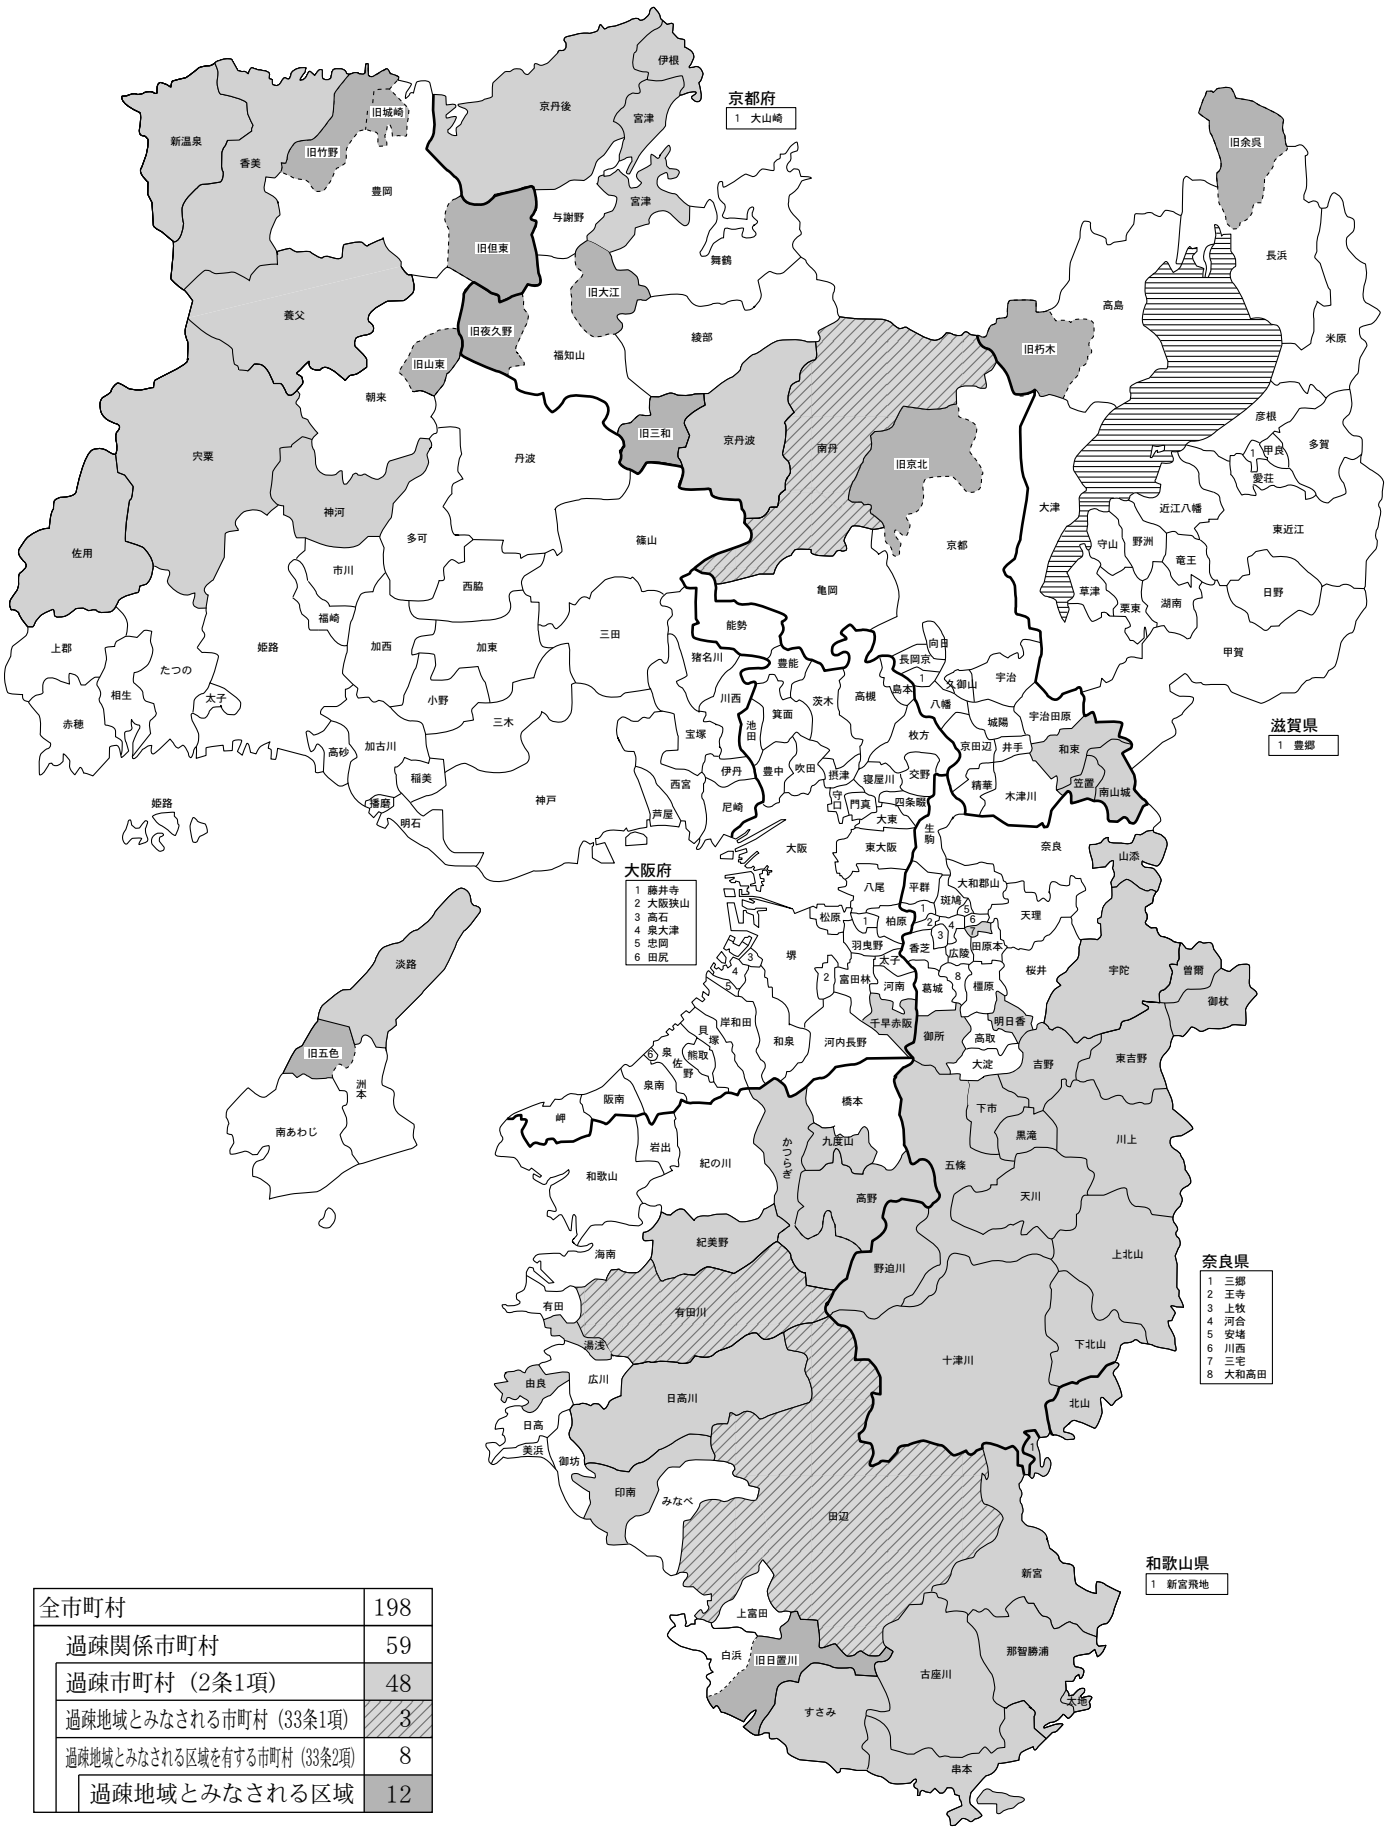 京都府
1 大山崎
伊根
京丹後
宮津
旧城崎
新温泉
旧竹野
香美
豊岡
旧余呉
宮津
与謝野
旧但東
舞鶴
長浜
旧大江
高島
養父
旧夜久野
綾部
米原
旧山東
福知山
旧朽木
朝来
彦根
旧三和
京丹波
南丹
多賀
1
甲良
宍粟
丹波
旧京北
愛荘
神河
大津
近江八幡
東近江
多可
篠山
京都
守山
野洲
佐用
竜王
市川
西脇
亀岡
草津
湖南
日野
栗東
福崎
能勢
三田
上郡
姫路
加西
加東
向日
甲賀
猪名川
豊能
長岡京
たつの
1
宇治
相生
太子
小野
川西
茨木
高槻
島本
久御山
八幡
赤穂
三木
箕面
宇治田原
池田
城陽
滋賀県
1 豊郷
加古川
宝塚
枚方
京田辺
井手
和束
高砂
稲美
伊丹
豊中
吹田
摂津
寝屋川
交野
西宮
精華
笠置
南山城
姫路
播磨
神戸
芦屋
尼崎
守口
門真
四条畷
木津川
明石
大東
生駒
大阪
東大阪
奈良
山添
大阪府
1 藤井寺
2 大阪狭山
3 高石
4 泉大津
5 忠岡
6 田尻
八尾
平群
大和郡山
斑鳩
松原
1
柏原
1
5
天理
2
4
6
7
3
羽曳野
香芝
広陵
田原本
淡路
堺
3
太子
4
2
富田林
河南
葛城
8
橿原
桜井
宇陀
曽爾
5
御杖
岸和田
千早赤阪
明日香
貝塚
和泉
河内長野
御所
高取
旧五色
6
泉佐野
熊取
大淀
吉野
東吉野
洲本
泉南
阪南
橋本
下市
岬
南あわじ
黒滝
川上
九度山
岩出
かつらぎ
紀の川
五條
和歌山
高野
天川
紀美野
海南
上北山
野迫川
奈良県
1 三郷
2 王寺
3 上牧
4 河合
5 安堵
6 川西
7 三宅
8 大和高田
有田
有田川
湯浅
下北山
十津川
由良
広川
日高川
北山
日高
1
美浜
御坊
印南
みなべ
田辺
和歌山県
1 新宮飛地
新宮
上富田
白浜
旧日置川
那智勝浦
古座川
太地
すさみ
串本
全市町村 198
過疎関係市町村 59
過疎市町村 (2条1項) 48
過疎地域とみなされる市町村 (33条1項) 3
過疎地域とみなされる区域を有する市町村 (33条2項) 8
過疎地域とみなされる区域 12